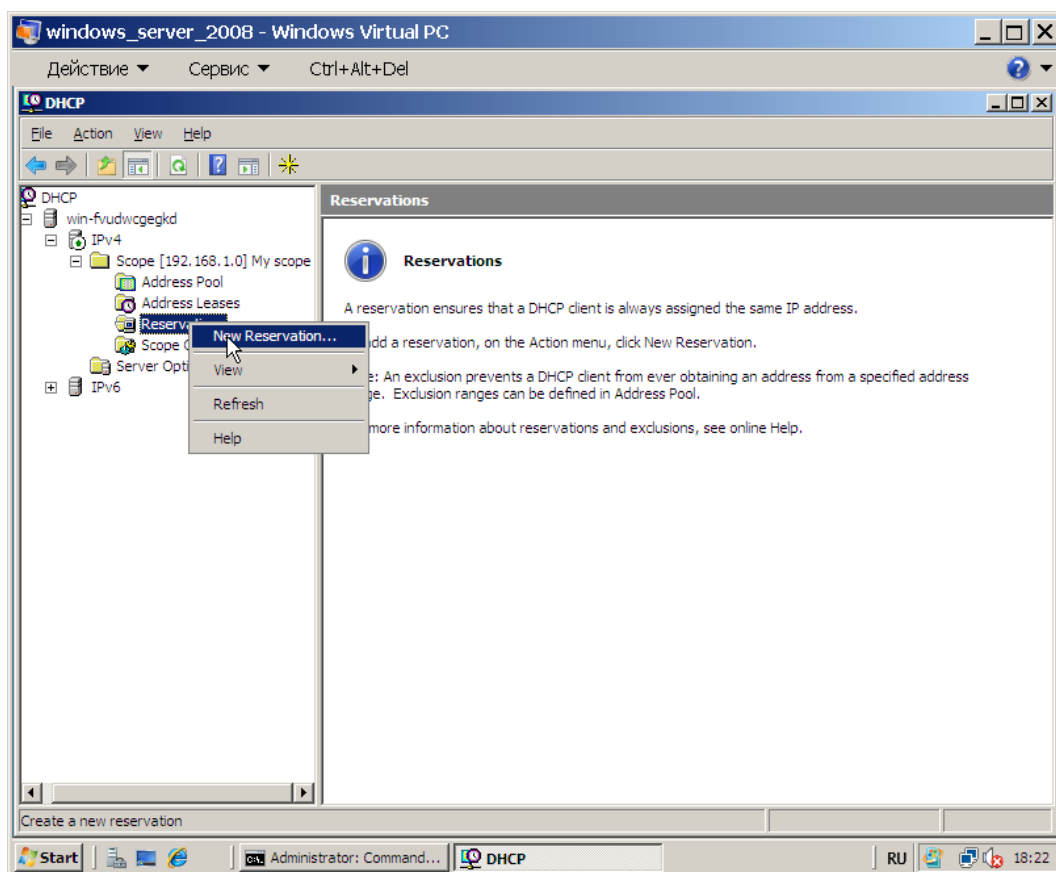 windows_server_2008 - Windows Virtual PC
Действие Сервис Ctrl+Alt+Del
DHCP
File Action View Help
DHCP
win-fvudwcgegkd
IPv4
Scope [192.168.1.0] My scope
Address Pool
Address Leases
Scope
Server
IPv6
New Reservation...
View
Refresh
Help
Reservations
Reservations
A reservation ensures that a DHCP client is always assigned the same IP address.
add a reservation, on the Action menu, click New Reservation.
An exclusion prevents a DHCP client from ever obtaining an address from a specified address
Exclusion ranges can be defined in Address Pool.
more information about reservations and exclusions, see online Help.
Create a new reservation
Start Administrator: Command... DHCP RU 18:22